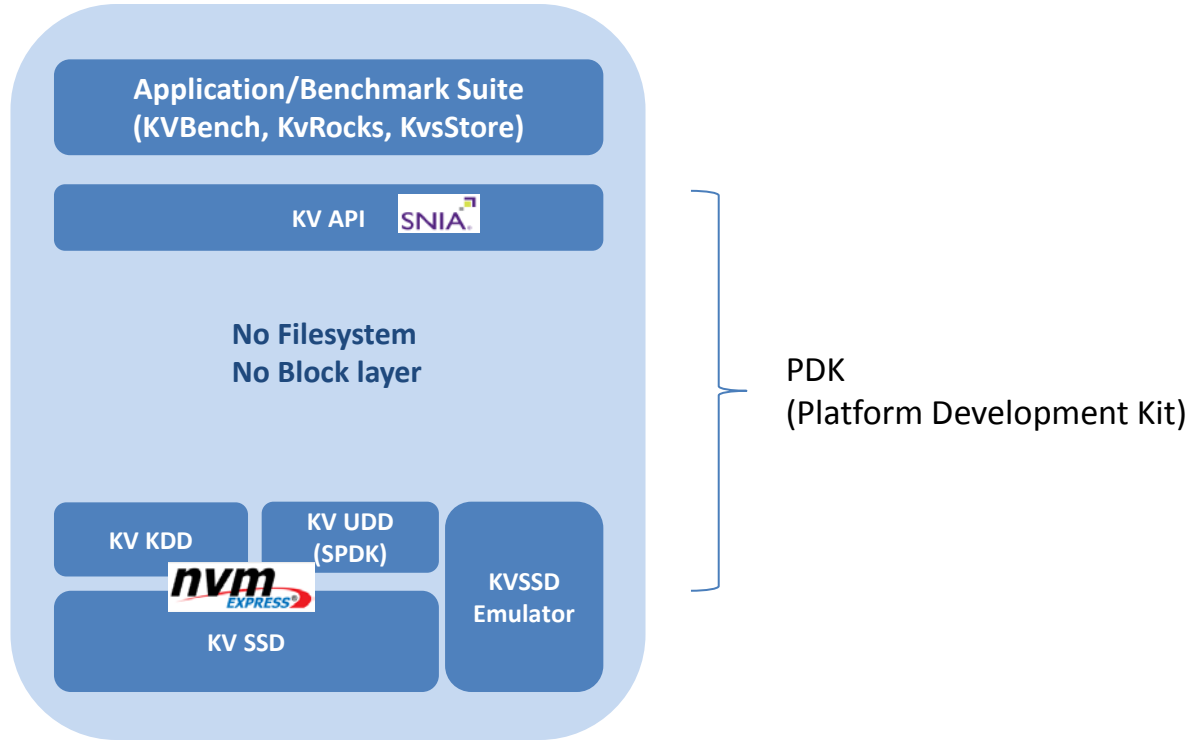 Application/Benchmark Suite
(KVBench, KvRocks, KvsStore)
KV API
SNIA®
No Filesystem
No Block layer
PDK
(Platform Development Kit)
KV KDD
KV UDD
(SPDK)
nvm
EXPRESS®
KV SSD
KVSSD
Emulator